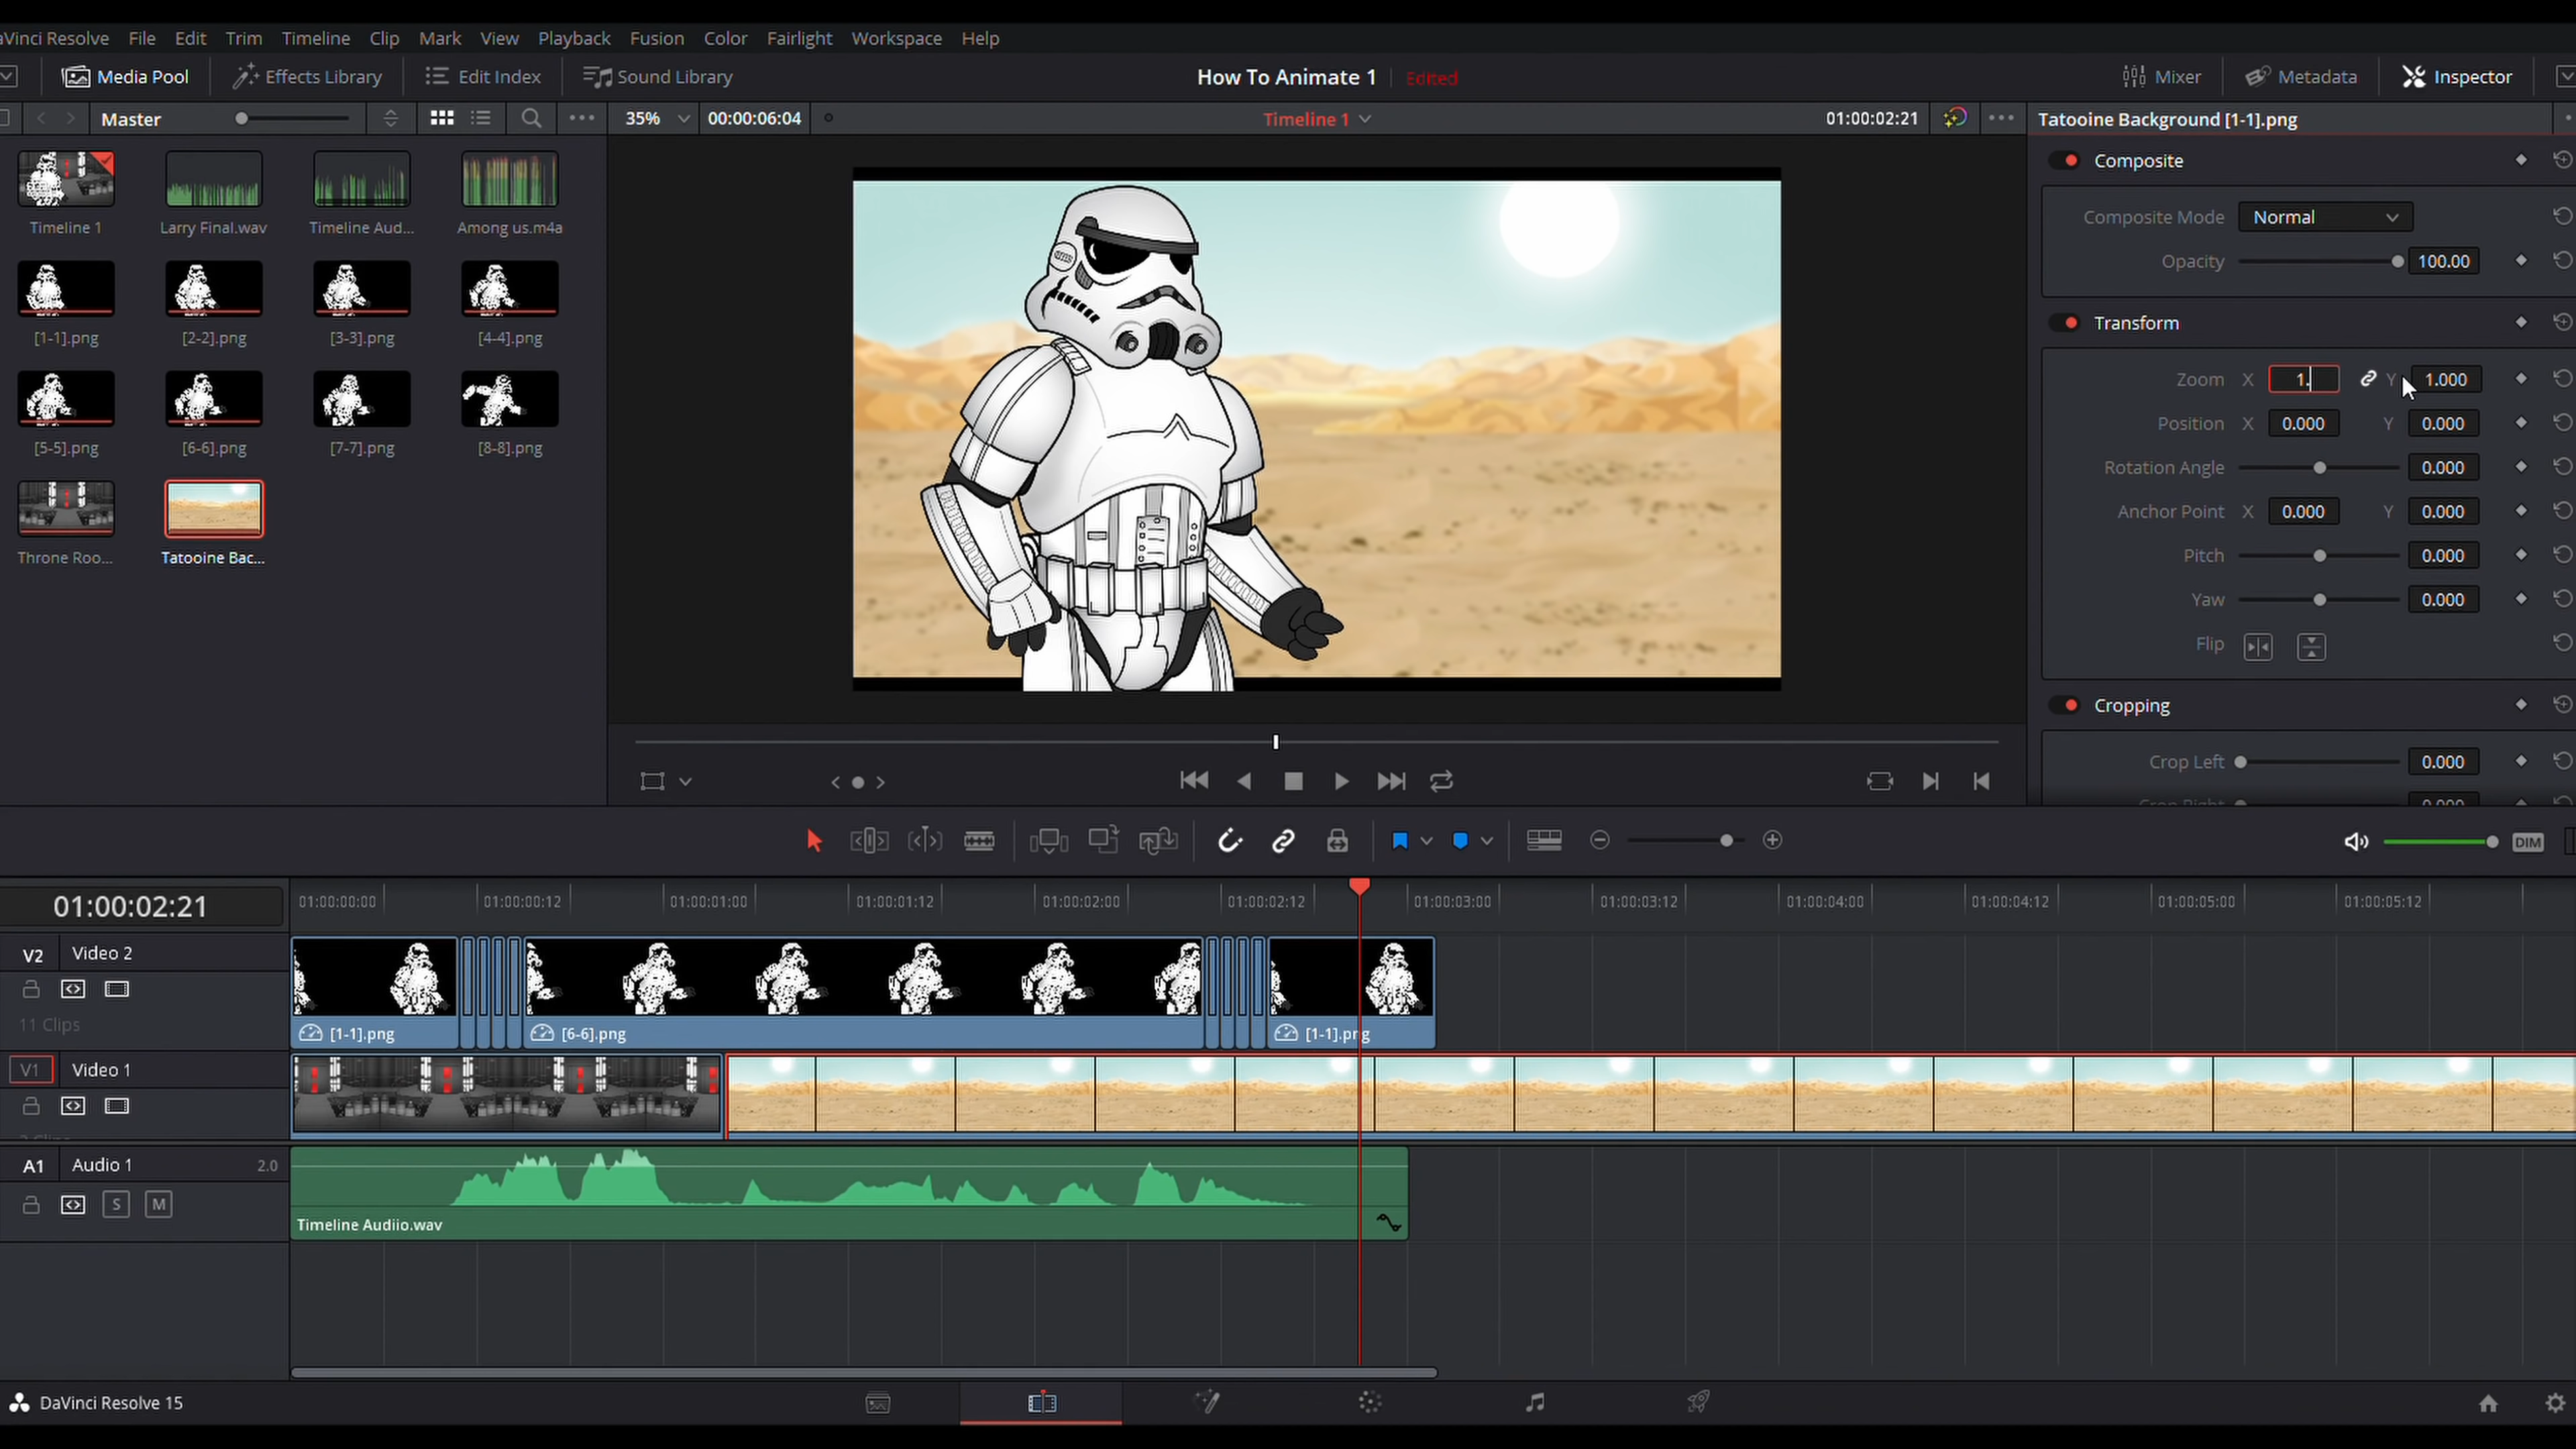 aVinci Resolve File Edit Trim Timeline Clip Mark View Playback Fusion Color Fairlight Workspace Help
Media Pool Effects Library Edit Index Sound Library How To Animate 1 Edited Mixer Metadata Inspector
Master 35% 00:00:06:04 Timeline 1 01:00:02:21 Tatooine Background [1-1].png
Timeline 1 Larry Final.wav Timeline Aud... Among us.m4a
[1-1].png [2-2].png [3-3].png [4-4].png
[5-5].png [6-6].png [7-7].png [8-8].png
Throne Roo... Tatooine Bac...
Composite
Composite Mode Normal
Opacity 100.00
Transform
Zoom X 1. Y 1.000
Position X 0.000 Y 0.000
Rotation Angle 0.000
Anchor Point X 0.000 Y 0.000
Pitch 0.000
Yaw 0.000
Flip
Cropping
Crop Left 0.000
Crop Right 0.000
DIM
01:00:02:21 01:00:00:00 01:00:00:12 01:00:01:00 01:00:01:12 01:00:02:00 01:00:02:12 01:00:03:00 01:00:03:12 01:00:04:00 01:00:04:12 01:00:05:00 01:00:05:12
V2 Video 2
11 Clips
[1-1].png [6-6].png [1-1].png
V1 Video 1
A1 Audio 1 2.0
S M
Timeline Audiio.wav
DaVinci Resolve 15